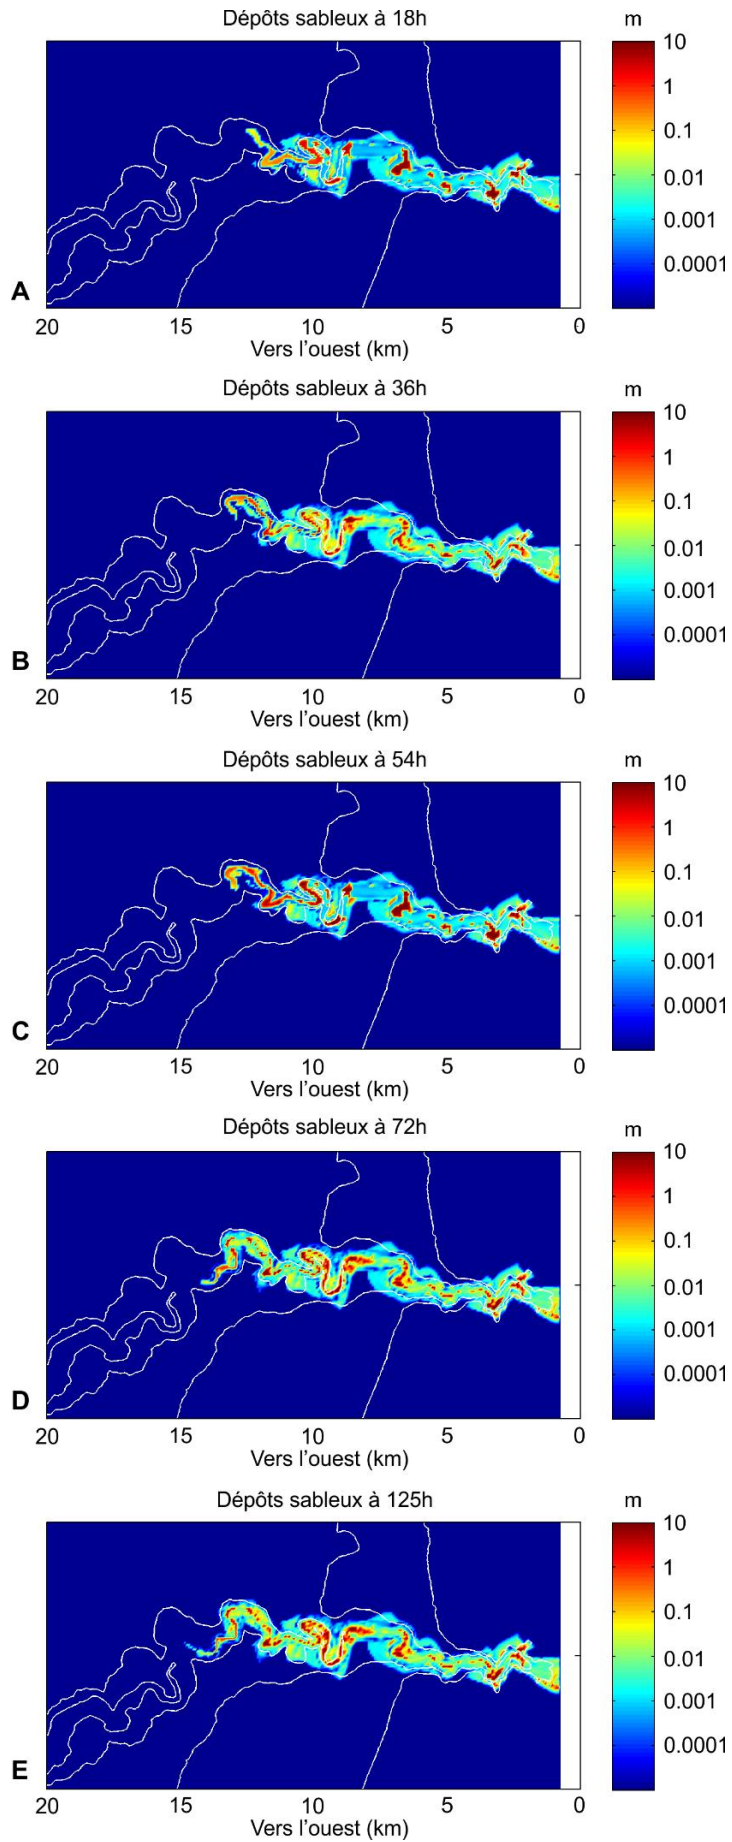 Dépôts sableux à 18h
m
10
1
0.1
0.01
0.001
0.0001
A
20 15 10 5 0
Vers l'ouest (km)
Dépôts sableux à 36h
m
10
1
0.1
0.01
0.001
0.0001
B
20 15 10 5 0
Vers l'ouest (km)
Dépôts sableux à 54h
m
10
1
0.1
0.01
0.001
0.0001
C
20 15 10 5 0
Vers l'ouest (km)
Dépôts sableux à 72h
m
10
1
0.1
0.01
0.001
0.0001
D
20 15 10 5 0
Vers l'ouest (km)
Dépôts sableux à 125h
m
10
1
0.1
0.01
0.001
0.0001
E
20 15 10 5 0
Vers l'ouest (km)